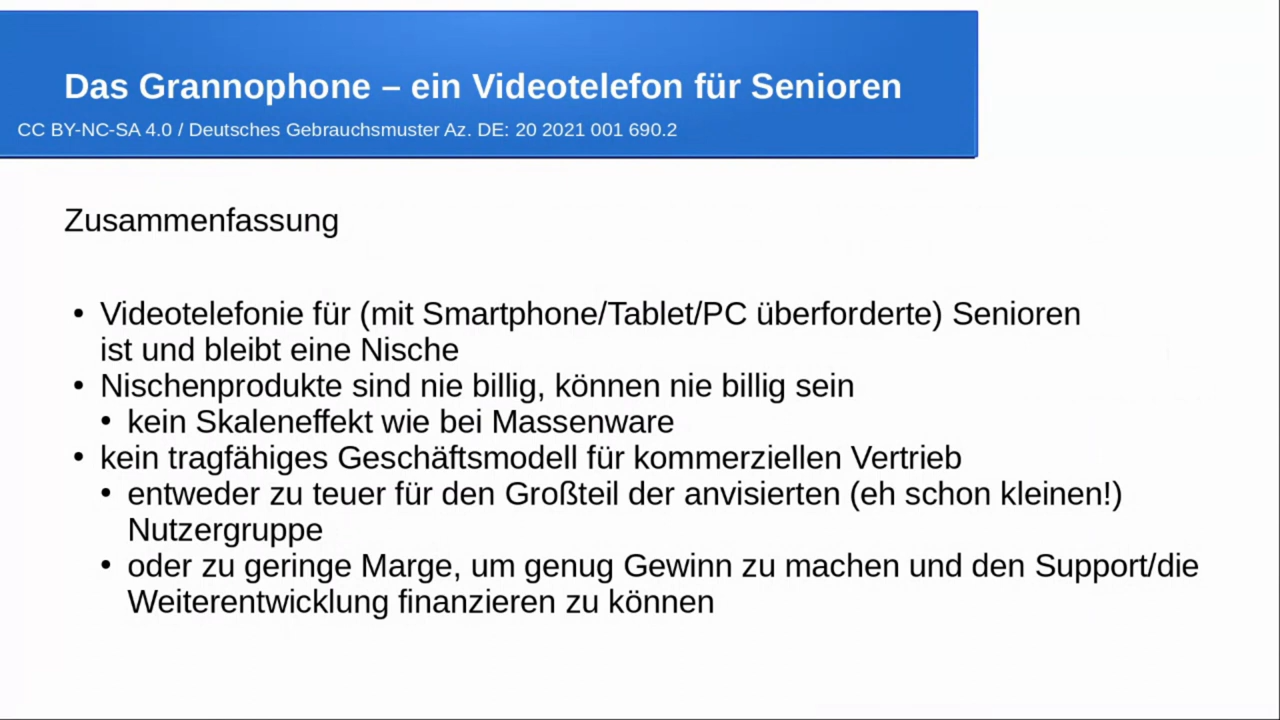 Das Grannophone – ein Videotelefon für Senioren
CC BY-NC-SA 4.0 / Deutsches Gebrauchsmuster Az. DE: 20 2021 001 690.2
Zusammenfassung
• Videotelefonie für (mit Smartphone/Tablet/PC überforderte) Senioren
ist und bleibt eine Nische
• Nischenprodukte sind nie billig, können nie billig sein
• kein Skaleneffekt wie bei Massenware
• kein tragfähiges Geschäftsmodell für kommerziellen Vertrieb
• entweder zu teuer für den Großteil der anvisierten (eh schon kleinen!)
Nutzergruppe
• oder zu geringe Marge, um genug Gewinn zu machen und den Support/die
Weiterentwicklung finanzieren zu können